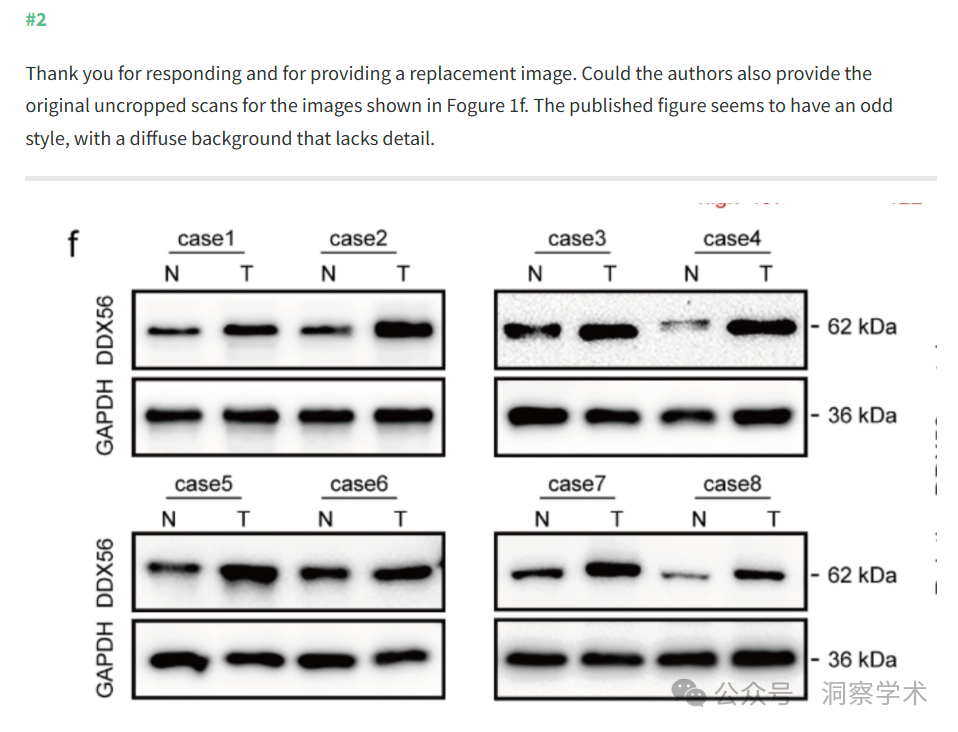 #2
Thank you for responding and for providing a replacement image. Could the authors also provide the
original uncropped scans for the images shown in Fogure 1f. The published figure seems to have an odd
style, with a diffuse background that lacks detail.
f
case1 case2 case3 case4
N T N T N T N T
DDX56
- 62 kDa
GAPDH
- 36 kDa
case5 case6 case7 case8
N T N T N T N T
DDX56
- 62 kDa
GAPDH
- 36 kDa
公众号 洞察学术